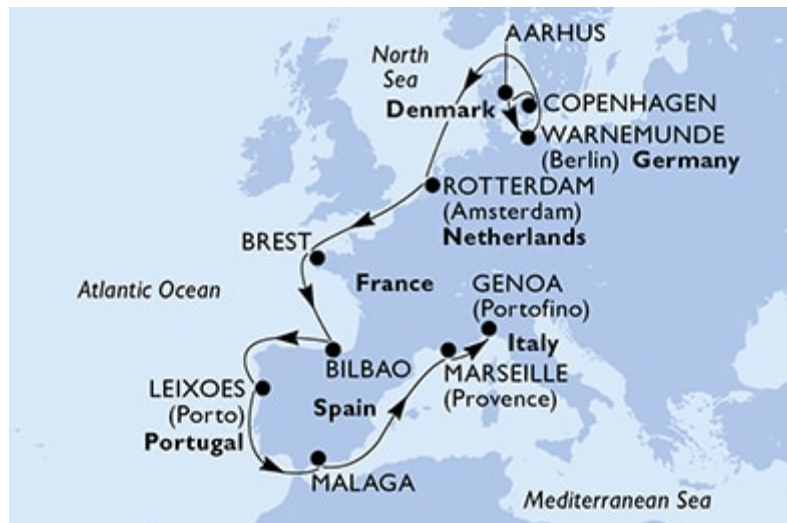 AARHUS
North
Sea
Denmark
COPENHAGEN
WARNEMUNDE
(Berlin) Germany
ROTTERDAM
(Amsterdam)
Netherlands
BREST
France
Atlantic Ocean
GENOA
(Portofino)
Italy
BILBAO
MARSEILLE
(Provence)
LEIXOES
(Porto)
Portugal
Spain
MALAGA
Mediterranean Sea